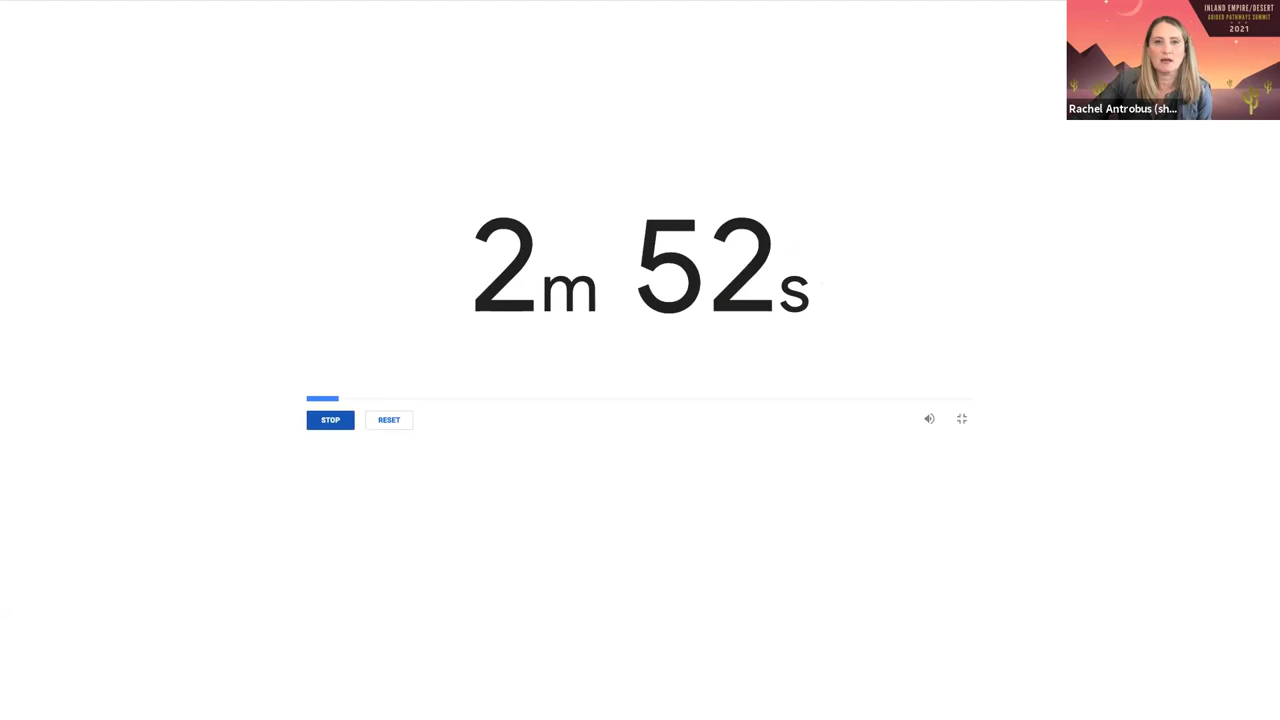 INLAND EMPIRE/DESERT
GUIDED PATHWAYS SUMMIT
2021
Rachel Antrobus (sh...
2m 52s
STOP
RESET